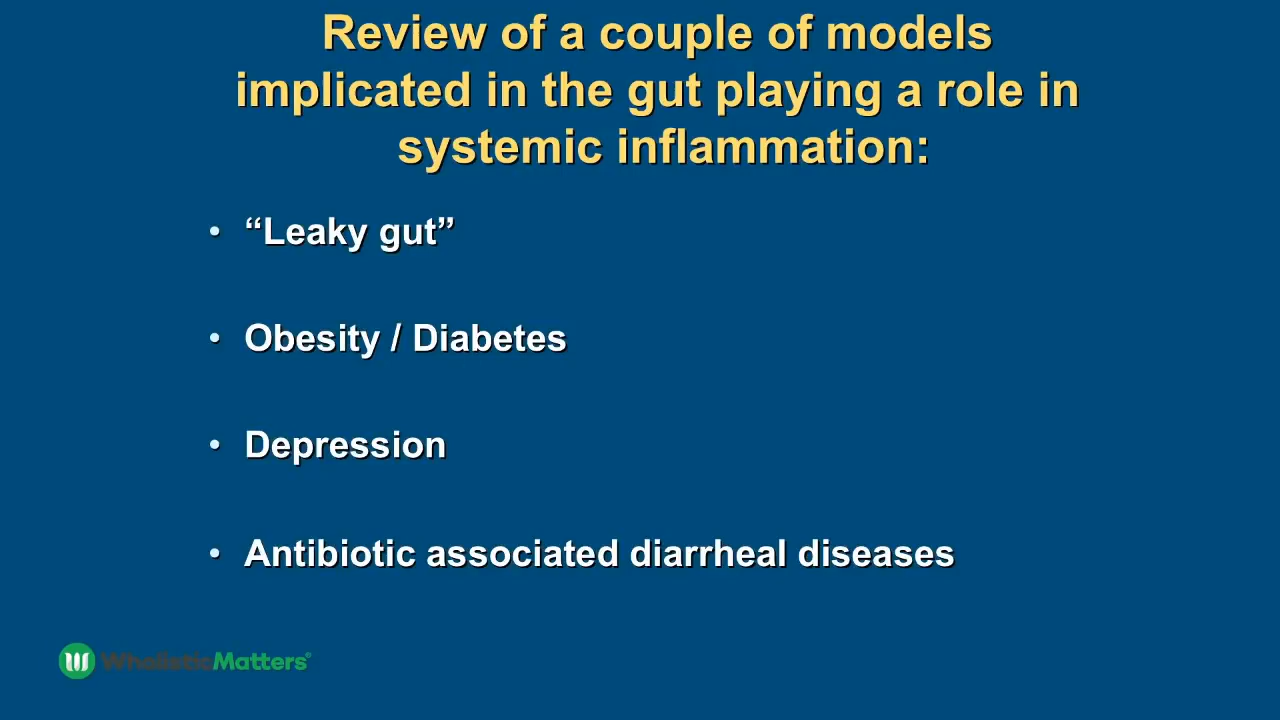 Review of a couple of models
implicated in the gut playing a role in
systemic inflammation:
• “Leaky gut”
• Obesity / Diabetes
• Depression
• Antibiotic associated diarrheal diseases
WholisticMatters®